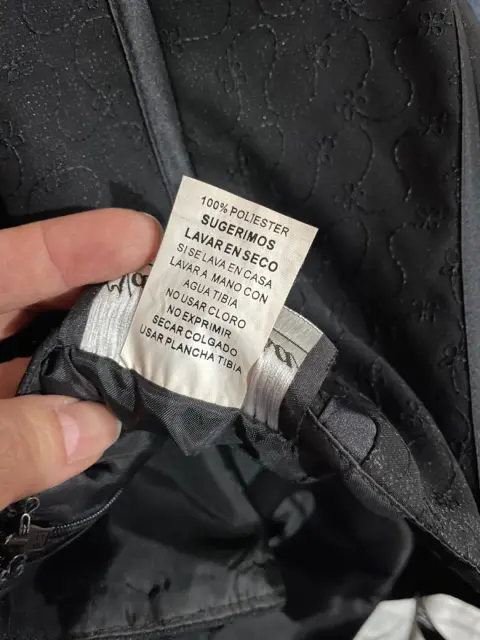 100% POLIESTER
SUGERIMOS
LAVAR EN SECO
SI SE LAVA EN CASA
LAVAR A MANO CON
AGUA TIBIA
NO USAR CLORO
NO EXPRIMIR
SECAR COLGADO
USAR PLANCHA TIBIA